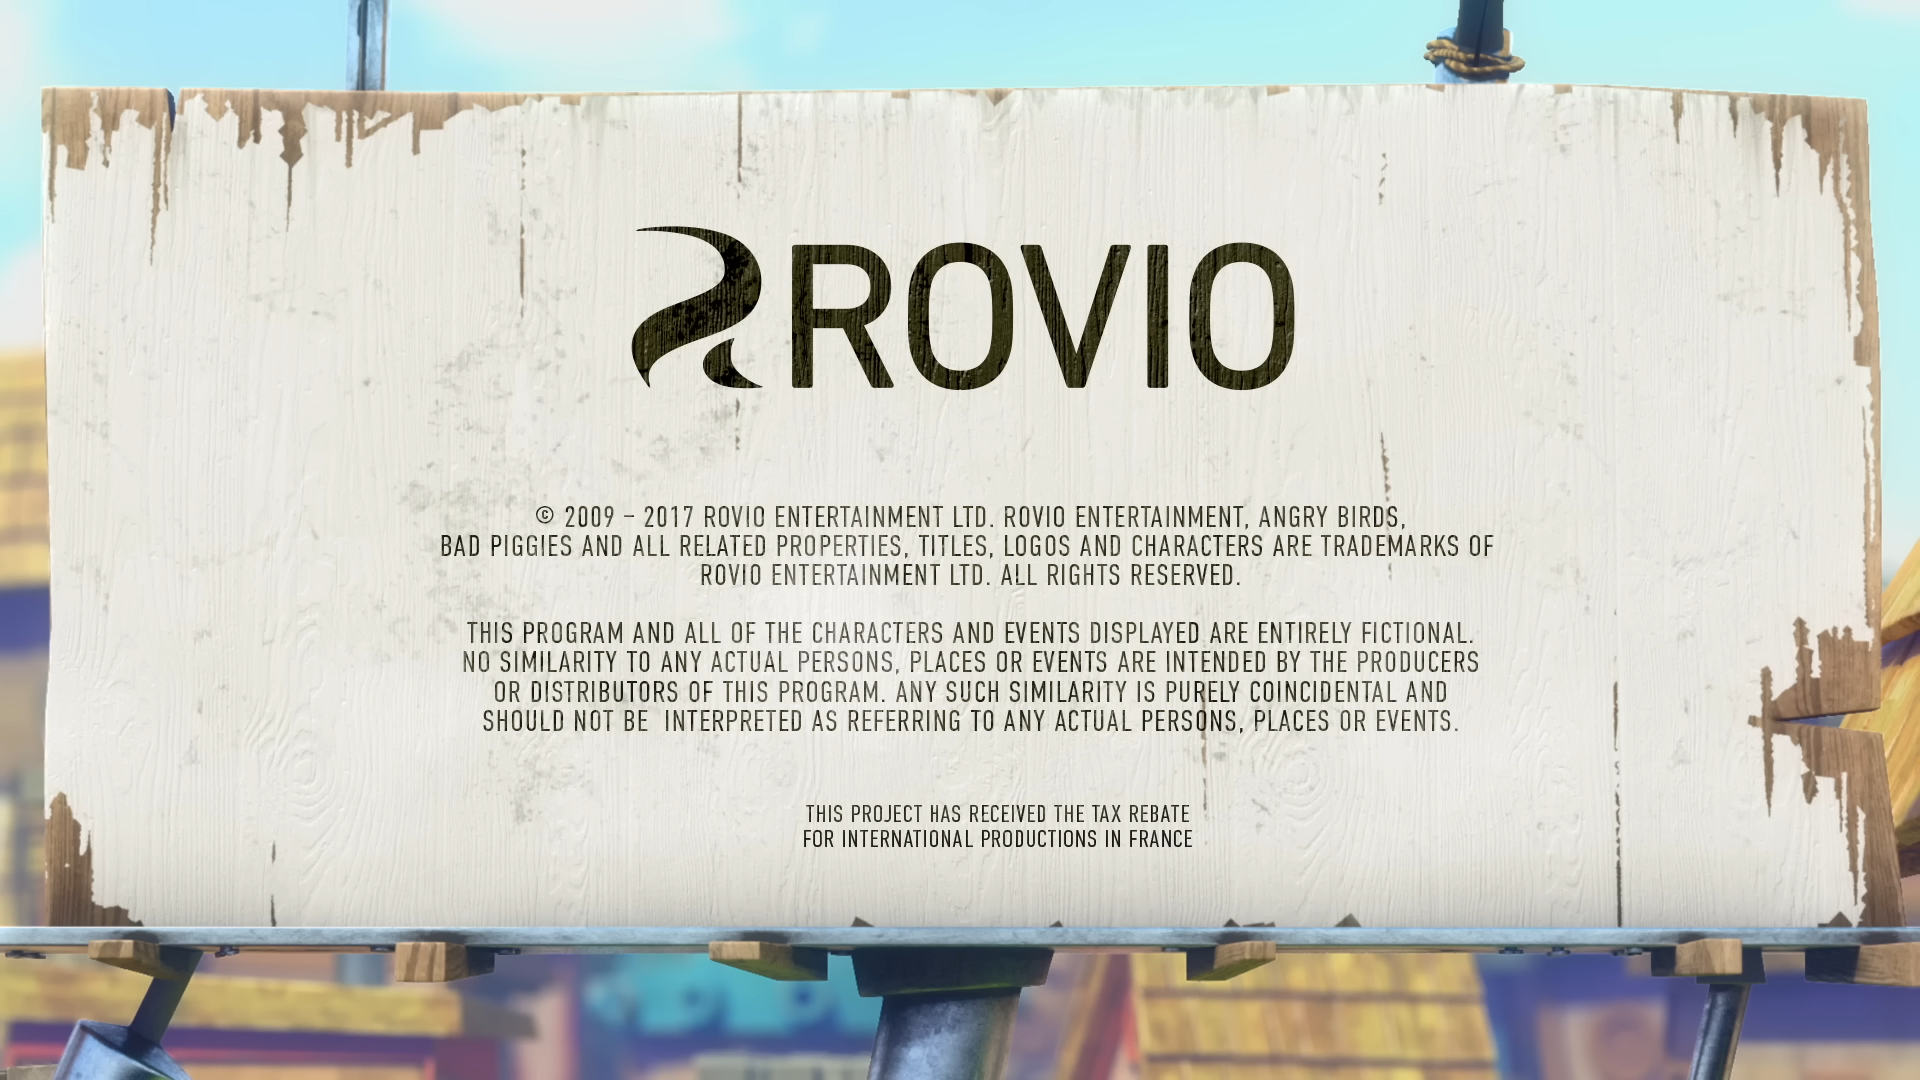 ROVIO
© 2009 – 2017 ROVIO ENTERTAINMENT LTD. ROVIO ENTERTAINMENT, ANGRY BIRDS,
BAD PIGGIES AND ALL RELATED PROPERTIES, TITLES, LOGOS AND CHARACTERS ARE TRADEMARKS OF
ROVIO ENTERTAINMENT LTD. ALL RIGHTS RESERVED.
THIS PROGRAM AND ALL OF THE CHARACTERS AND EVENTS DISPLAYED ARE ENTIRELY FICTIONAL.
NO SIMILARITY TO ANY ACTUAL PERSONS, PLACES OR EVENTS ARE INTENDED BY THE PRODUCERS
OR DISTRIBUTORS OF THIS PROGRAM. ANY SUCH SIMILARITY IS PURELY COINCIDENTAL AND
SHOULD NOT BE INTERPRETED AS REFERRING TO ANY ACTUAL PERSONS, PLACES OR EVENTS.
THIS PROJECT HAS RECEIVED THE TAX REBATE
FOR INTERNATIONAL PRODUCTIONS IN FRANCE